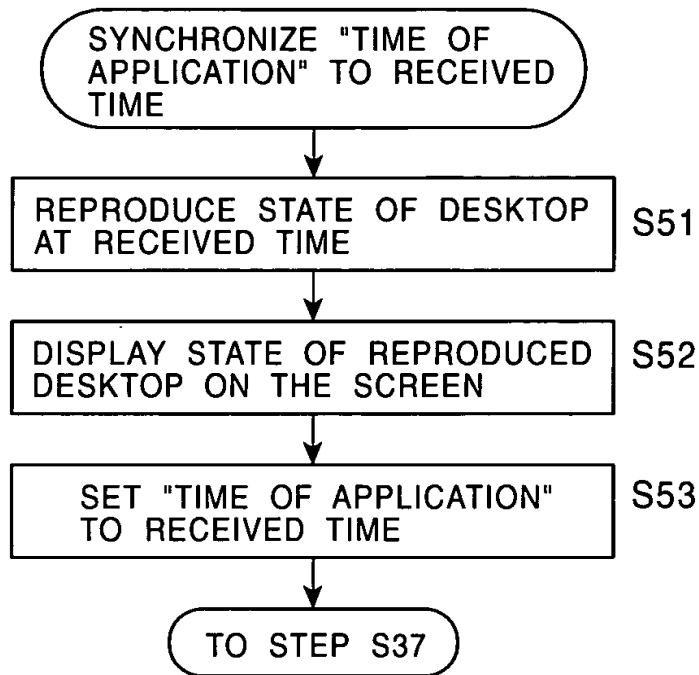 SYNCHRONIZE "TIME OF
APPLICATION" TO RECEIVED
TIME
REPRODUCE STATE OF DESKTOP
AT RECEIVED TIME
S51
DISPLAY STATE OF REPRODUCED
DESKTOP ON THE SCREEN
S52
SET "TIME OF APPLICATION"
TO RECEIVED TIME
S53
TO STEP S37